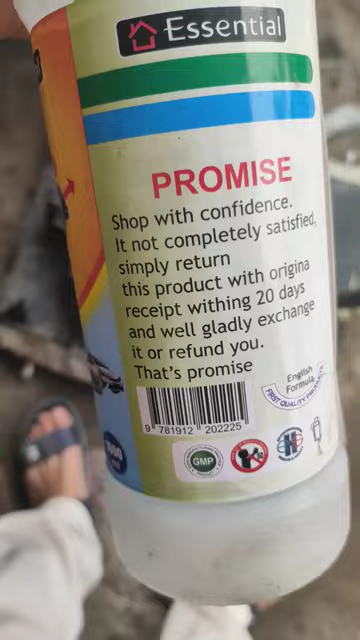 Essential
PROMISE
Shop with confidence.
It not completely satisfied,
simply return
this product with origina
receipt withing 20 days
and well gladly exchange
it or refund you.
That's promise
English
Formula
FIRST QUALITY PRODUCT
9 781912 202225
GMP